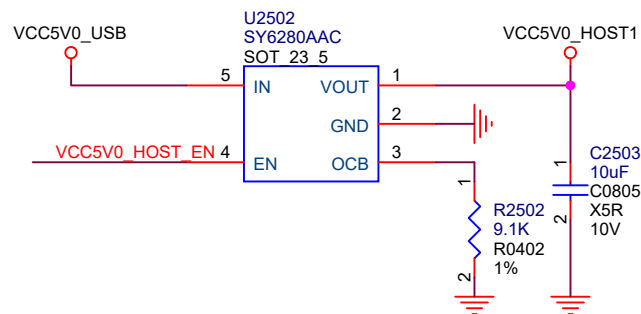 U2502
SY6280AAC
SOT_23_5
VCC5V0_USB
VCC5V0_HOST1
5
IN
VOUT
1
GND
2
VCC5V0_HOST_EN
4
EN
OCB
3
1
R2502
9.1K
R0402
1%
2
1
C2503
10uF
C0805
X5R
10V
2